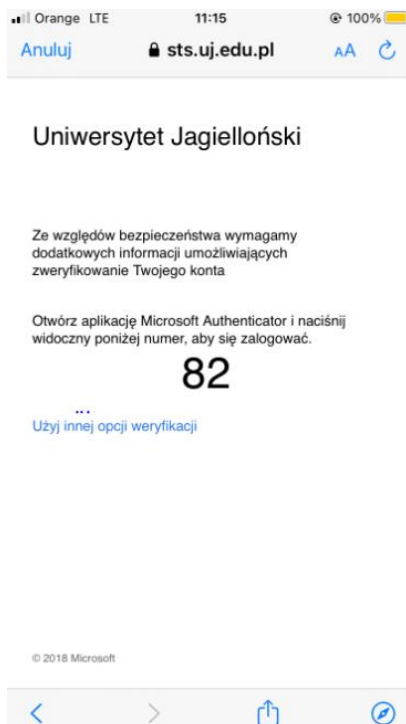 Orange LTE 11:15 100%
Anuluj sts.uj.edu.pl AA
Uniwersytet Jagielloński
Ze względów bezpieczeństwa wymagamy
dodatkowych informacji umożliwiających
zweryfikowanie Twojego konta
Otwórz aplikację Microsoft Authenticator i naciśnij
widoczny poniżej numer, aby się zalogować.
82
Użyj innej opcji weryfikacji
© 2018 Microsoft